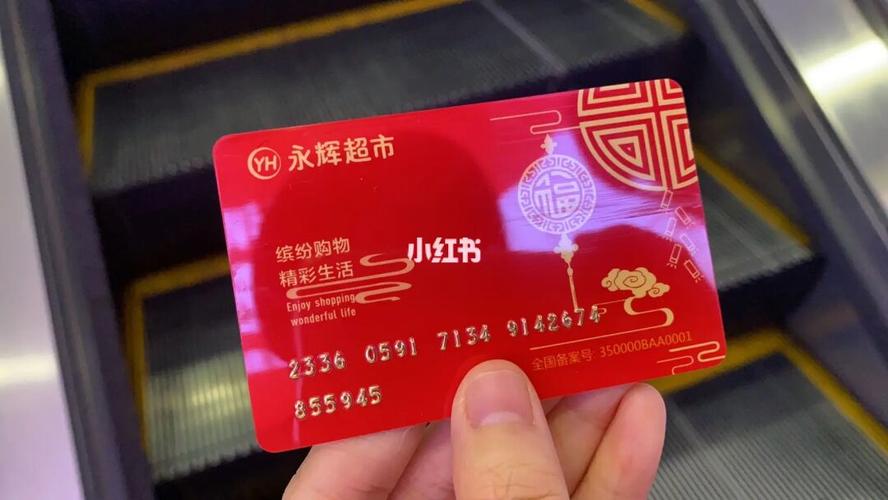 YH 永辉超市
福
缤纷购物
精彩生活
小红书
Enjoy shopping
wonderful life
2336 0591 7134 9142674
全国备案号: 350000BAA0001
855945